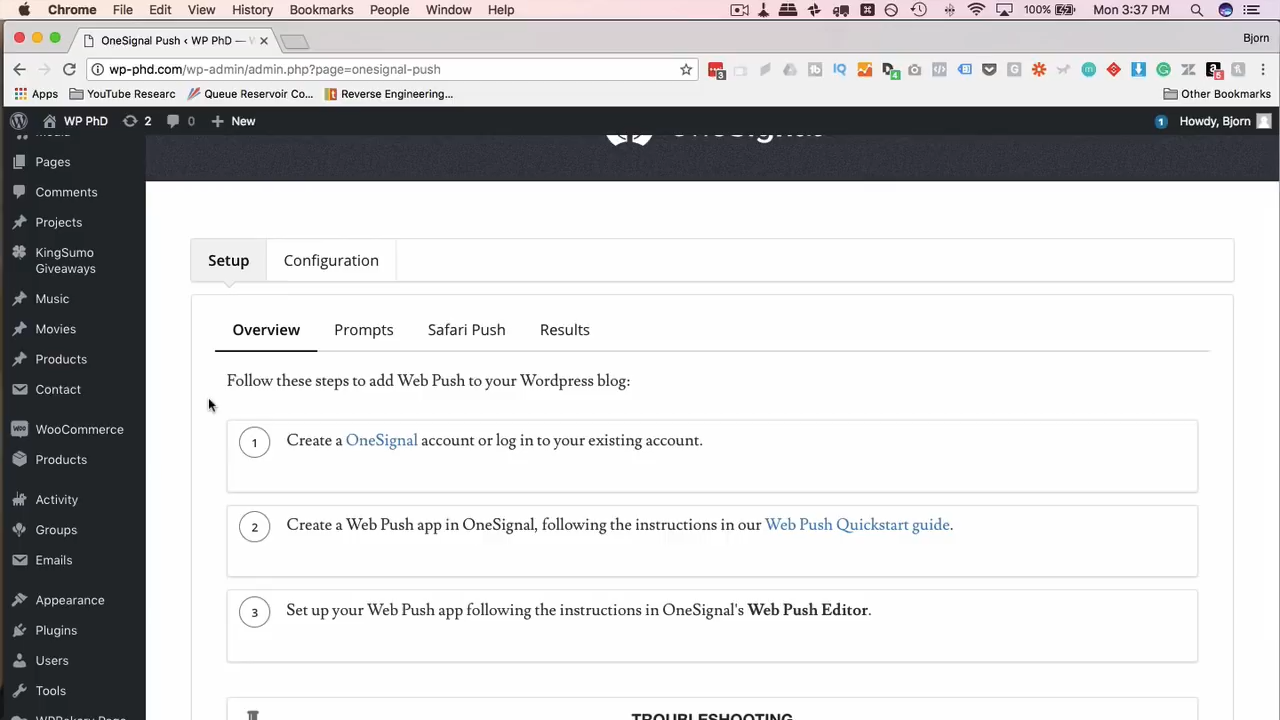 Chrome File Edit View History Bookmarks People Window Help 100% Mon 3:37 PM
OneSignal Push ‹ WP PhD — Bjorn
wp-phd.com/wp-admin/admin.php?page=onesignal-push
Apps YouTube Researc Queue Reservoir Co... Reverse Engineering... Other Bookmarks
WP PhD 2 0 New 1 Howdy, Bjorn
OneSignal
Media
Pages
Comments
Projects
KingSumo
Giveaways
Music
Movies
Products
Contact
WooCommerce
Products
Activity
Groups
Emails
Appearance
Plugins
Users
Tools
WPBakery Page
Setup Configuration
Overview Prompts Safari Push Results
Follow these steps to add Web Push to your Wordpress blog:
1 Create a OneSignal account or log in to your existing account.
2 Create a Web Push app in OneSignal, following the instructions in our Web Push Quickstart guide.
3 Set up your Web Push app following the instructions in OneSignal's Web Push Editor.
TROUBLESHOOTING